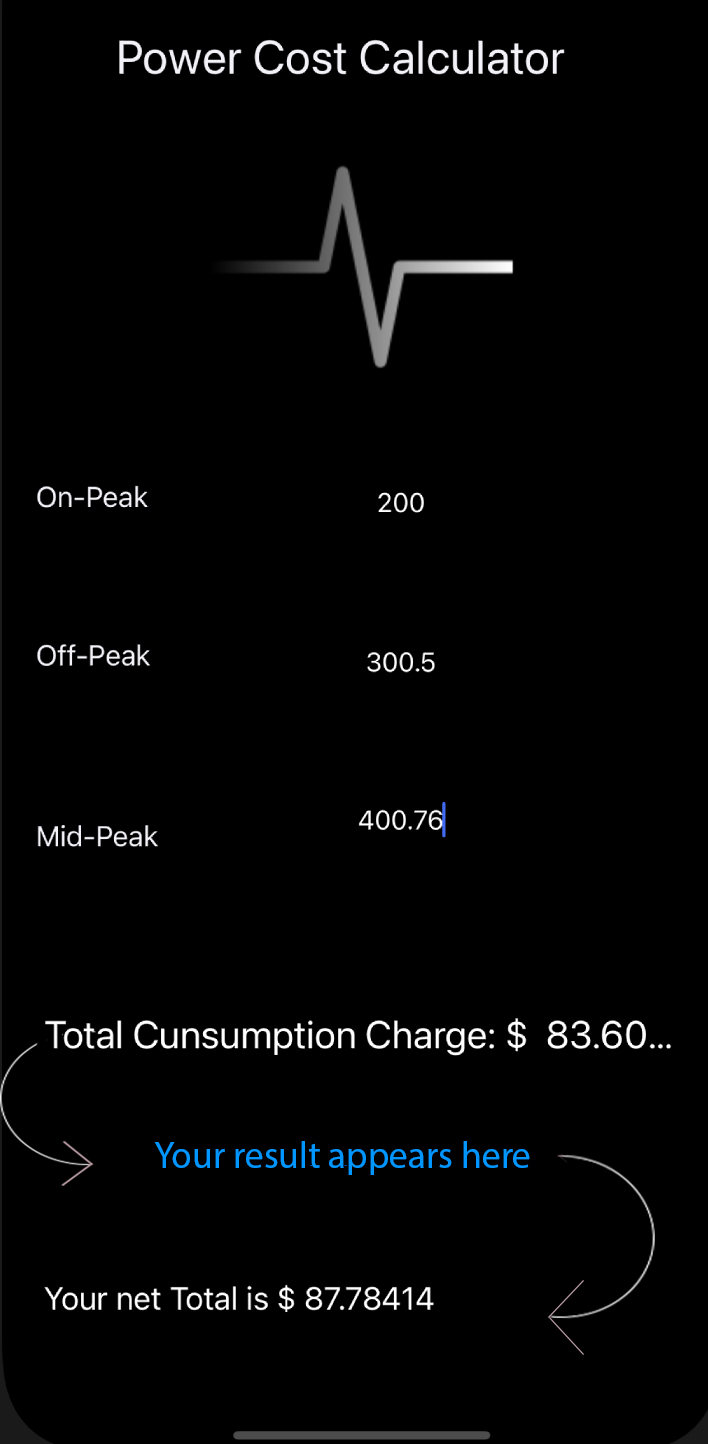 Power Cost Calculator
On-Peak 200
Off-Peak 300.5
Mid-Peak 400.76
Total Cunsumption Charge: $ 83.60...
Your result appears here
Your net Total is $ 87.78414